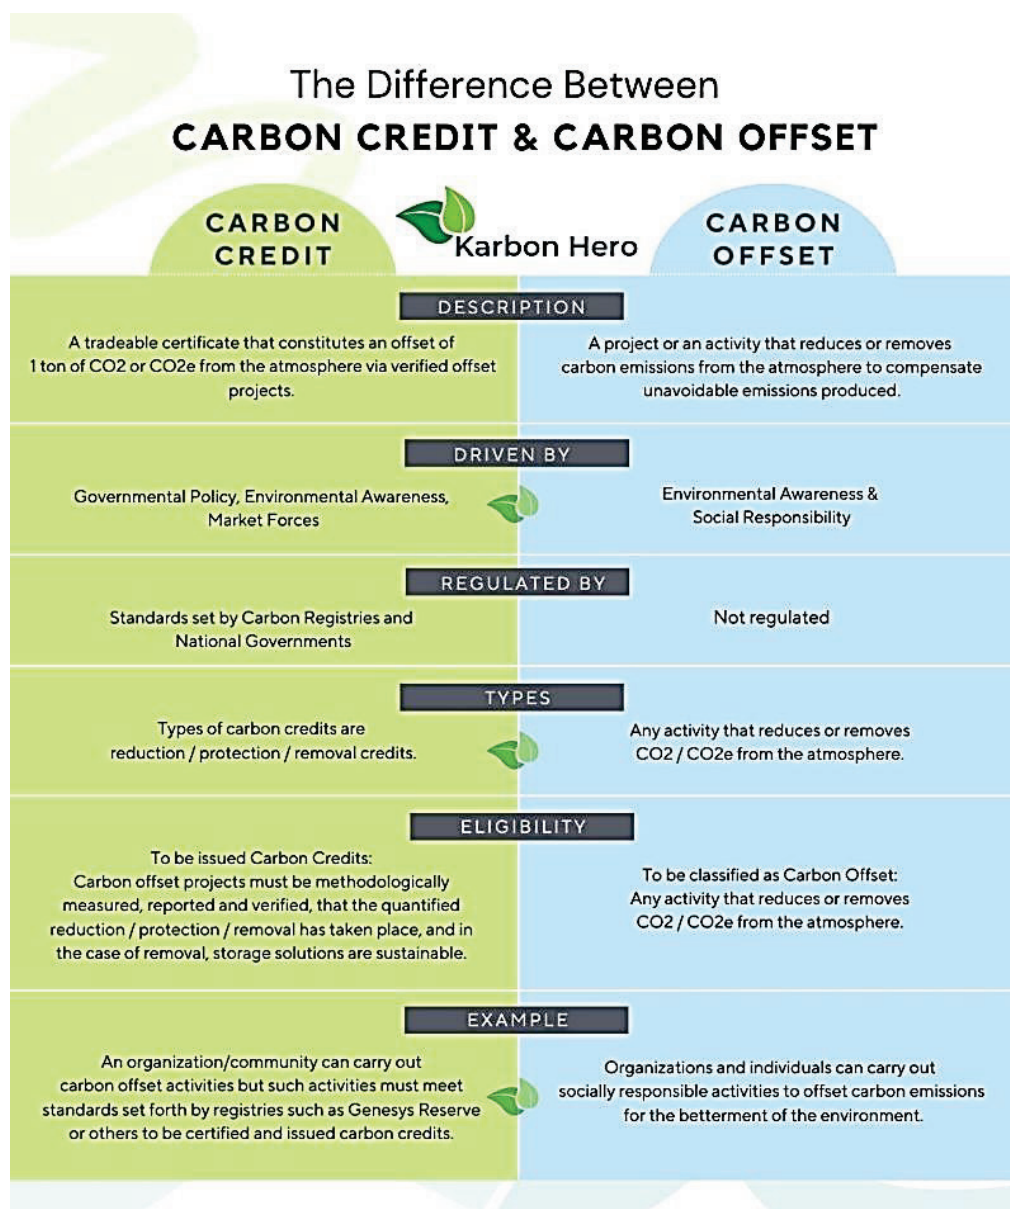 The Difference Between
CARBON CREDIT & CARBON OFFSET
CARBON
CREDIT
Karbon Hero
CARBON
OFFSET
DESCRIPTION
A tradeable certificate that constitutes an offset of
1 ton of CO2 or CO2e from the atmosphere via verified offset
projects.
A project or an activity that reduces or removes
carbon emissions from the atmosphere to compensate
unavoidable emissions produced.
DRIVEN BY
Governmental Policy, Environmental Awareness,
Market Forces
Environmental Awareness &
Social Responsibility
REGULATED BY
Standards set by Carbon Registries and
National Governments
Not regulated
TYPES
Types of carbon credits are
reduction / protection / removal credits.
Any activity that reduces or removes
CO2 / CO2e from the atmosphere.
ELIGIBILITY
To be issued Carbon Credits:
Carbon offset projects must be methodologically
measured, reported and verified, that the quantified
reduction / protection / removal has taken place, and in
the case of removal, storage solutions are sustainable.
To be classified as Carbon Offset:
Any activity that reduces or removes
CO2 / CO2e from the atmosphere.
EXAMPLE
An organization/community can carry out
carbon offset activities but such activities must meet
standards set forth by registries such as Genesys Reserve
or others to be certified and issued carbon credits.
Organizations and individuals can carry out
socially responsible activities to offset carbon emissions
for the betterment of the environment.